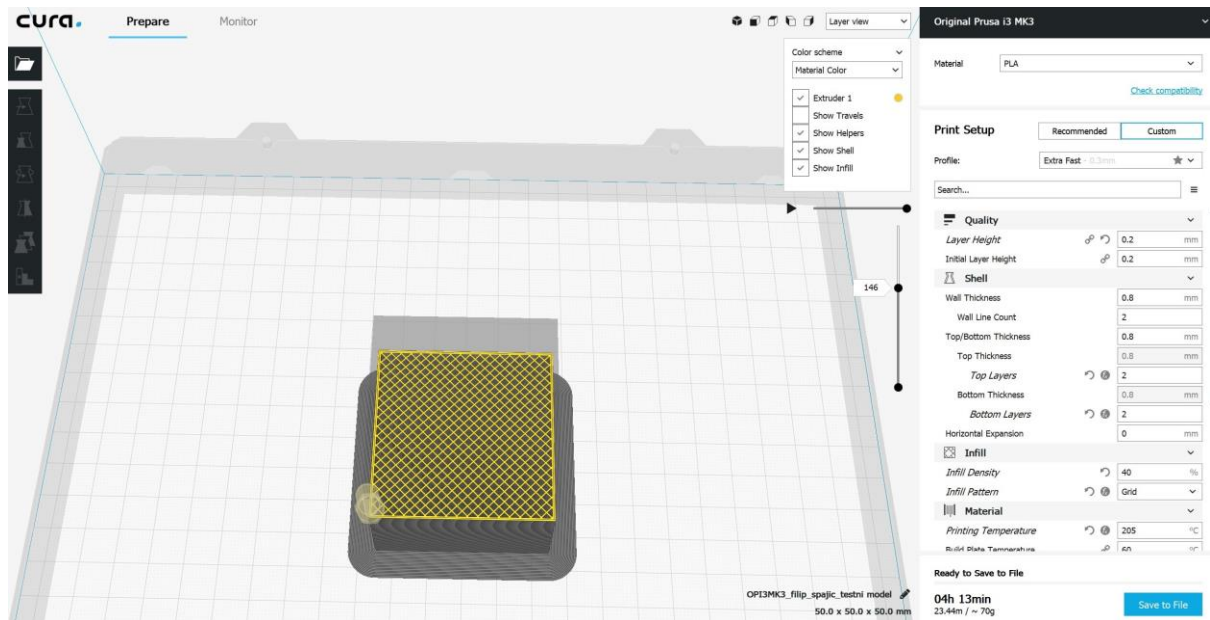 cura.
Prepare
Monitor
Layer view
Color scheme
Material Color
Extruder 1
Show Travels
Show Helpers
Show Shell
Show Infill
146
OPI3MK3_filip_spajic_testni model
50.0 x 50.0 x 50.0 mm
Original Prusa i3 MK3
Material PLA
Check compatibility
Print Setup Recommended Custom
Profile: Extra Fast - 0.3mm
Search...
Quality
Layer Height 0.2 mm
Initial Layer Height 0.2 mm
Shell
Wall Thickness 0.8 mm
Wall Line Count 2
Top/Bottom Thickness 0.8 mm
Top Thickness 0.8 mm
Top Layers 2
Bottom Thickness 0.8 mm
Bottom Layers 2
Horizontal Expansion 0 mm
Infill
Infill Density 40 %
Infill Pattern Grid
Material
Printing Temperature 205 °C
Build Plate Temperature 60 °C
Ready to Save to File
04h 13min
23.44m / ~ 70g
Save to File